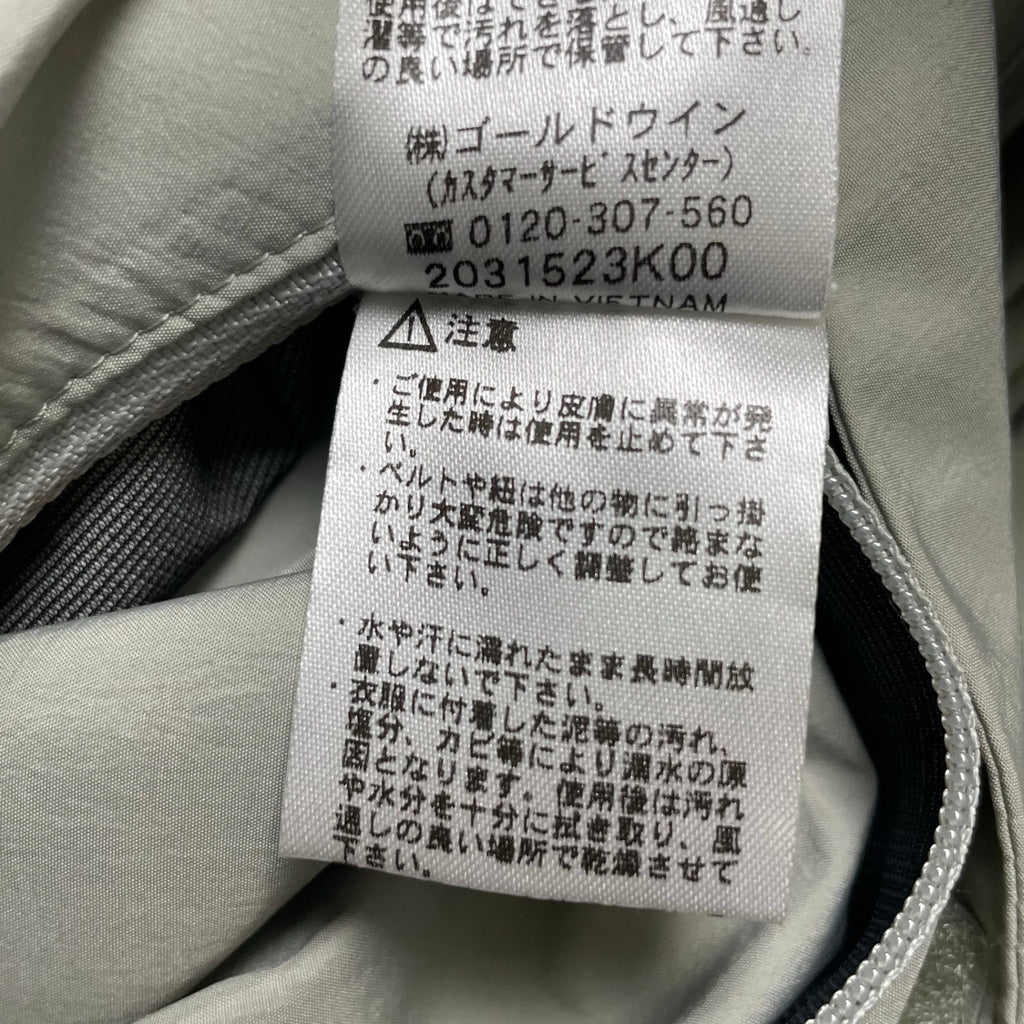 使用後は
落とし、風通し
濯等で汚れを
の良い場所で保管して下さい。
(株)ゴールドウイン
(カスタマーサービスセンター)
0120-307-560
2031523K00
MADE IN VIETNAM
注意
・ご使用により皮膚に異常が発
生した時は使用を止めて下さ
い。
・ベルトや紐は他の物に引っ掛
かり大変危険ですので絡まな
いように正しく調整してお使
い下さい。
・水や汗に濡れたまま長時間放
置しないで下さい。
・衣服に付着した泥等の汚れ、
塩分、カビ等により漏水の原
因となります。使用後は汚れ
や水分を十分に拭き取り、風
通しの良い場所で乾燥させて
下さい。